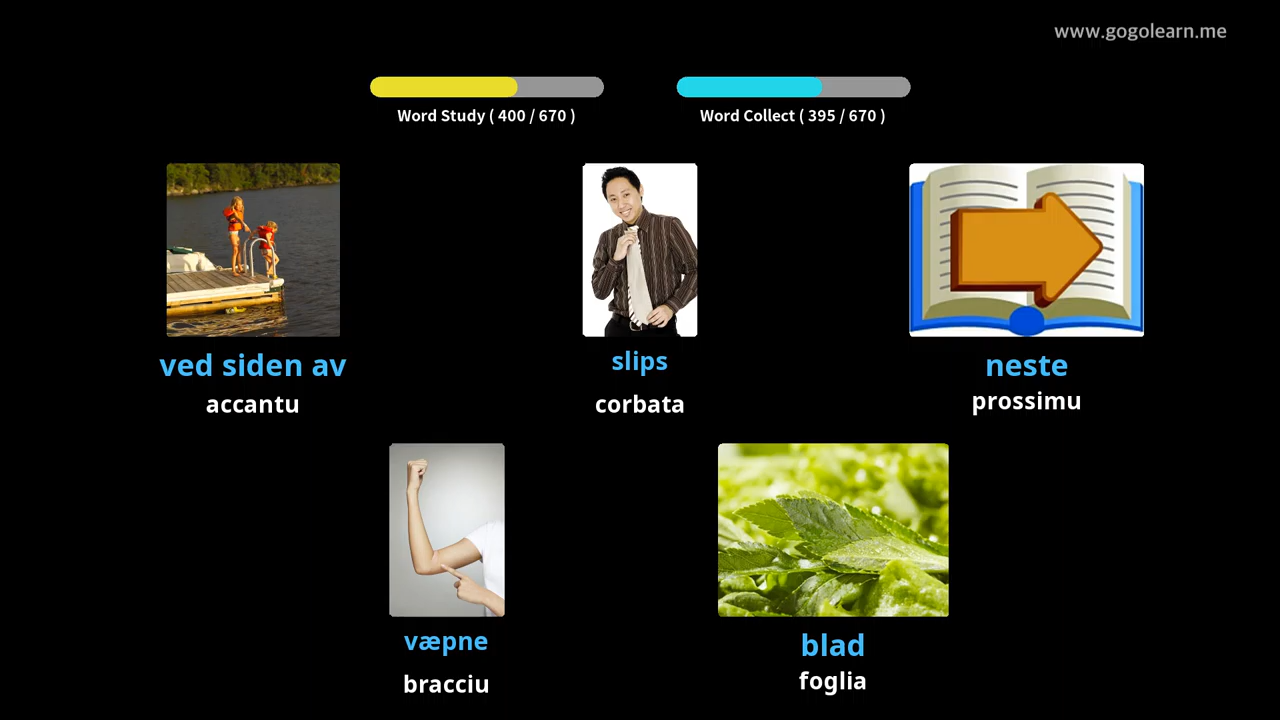 www.gogolearn.me
Word Study ( 400 / 670 )
Word Collect ( 395 / 670 )
ved siden av
accantu
slips
corbata
neste
prossimu
væpne
bracciu
blad
foglia